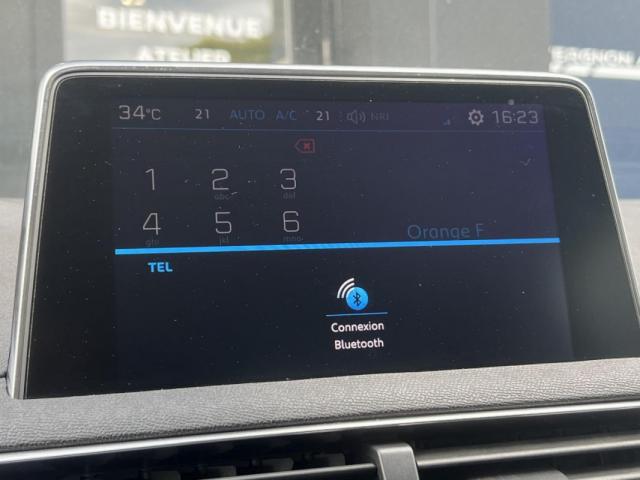 BIENVENUE
ATELIER
34°C 21 AUTO A/C 21 NRJ 16:23
1 2 3
abc def
4 5 6
ghi jkl mno
Orange F
TEL
Connexion
Bluetooth